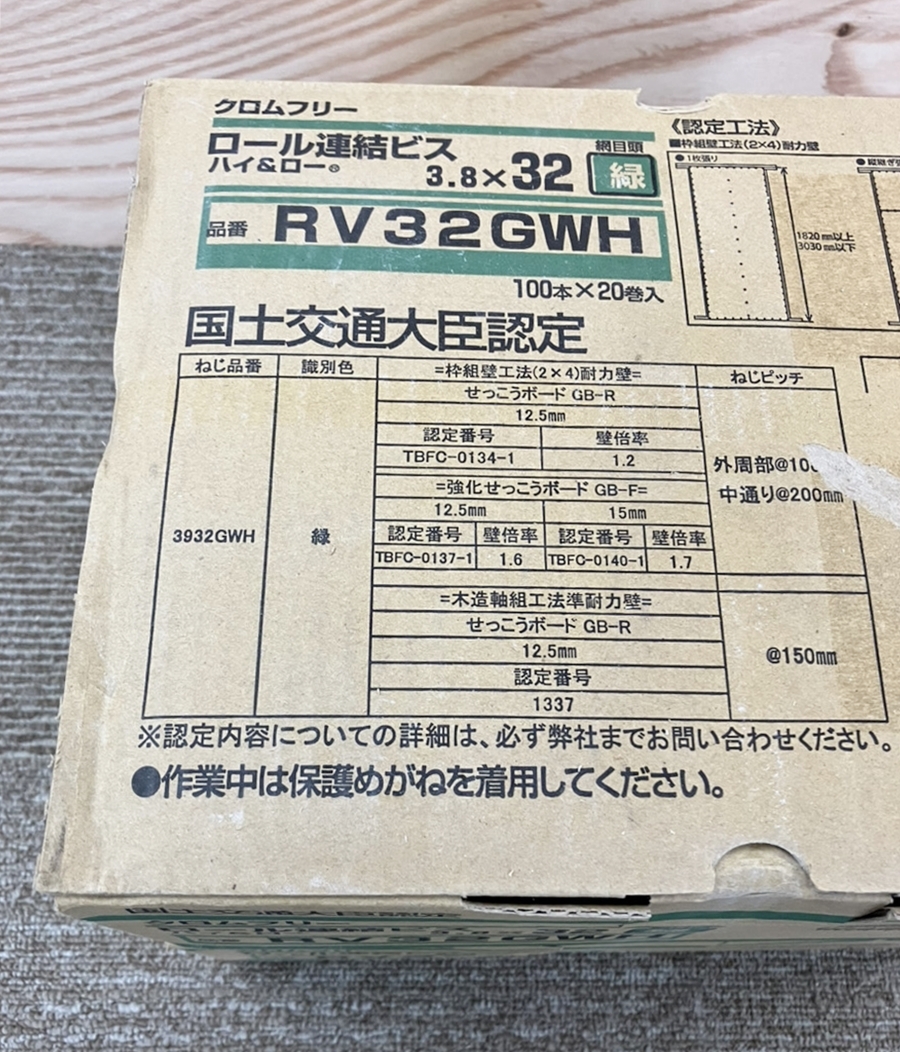 クロムフリー
ロール連結ビス
ハイ&ロー®
3.8×32
網目頭
緑
品番 RV32GWH
100本×20巻入
国土交通大臣認定
《認定工法》
■枠組壁工法(2×4)耐力壁
●1枚張り
1820㎜以上
3030㎜以下
ねじ品番 識別色 =枠組壁工法(2×4)耐力壁= ねじピッチ
せっこうボード GB-R
12.5mm
認定番号 壁倍率
TBFC-0134-1 1.2
=強化せっこうボード GB-F=
12.5mm 15mm
認定番号 壁倍率 認定番号 壁倍率
TBFC-0137-1 1.6 TBFC-0140-1 1.7
外周部
中通り@200mm
3932GWH 緑
=木造軸組工法準耐力壁=
せっこうボード GB-R
12.5mm
認定番号
1337
@150mm
※認定内容についての詳細は、必ず弊社までお問い合わせください。
●作業中は保護めがねを着用してください。